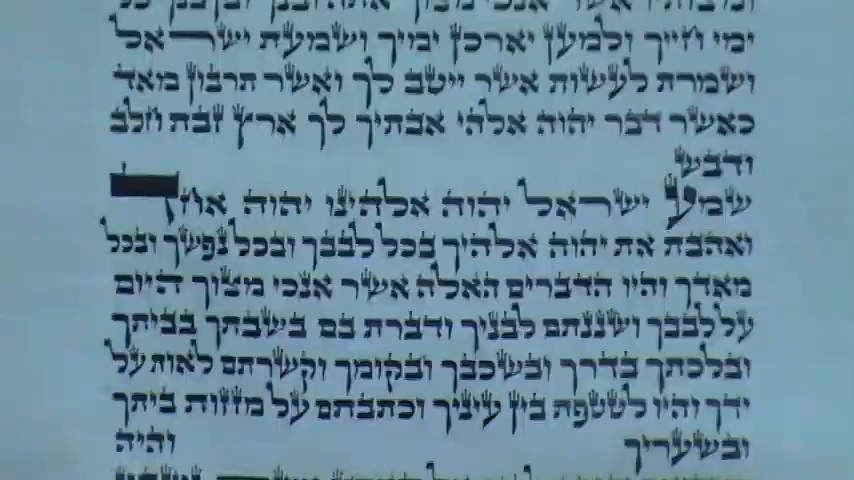 ימי חייך ולמען יארכן ימיך ושמעת ישראל
ושמרת לעשות אשר ייטב לך ואשר תרבון מאד
כאשר דבר יהוה אלהי אבתיך לך ארץ זבת חלב
ודבש
שמע ישראל יהוה אלהינו יהוה אחד
ואהבת את יהוה אלהיך בכל לבבך ובכל נפשך ובכל
מאדך והיו הדברים האלה אשר אנכי מצוך היום
על לבבך ושננתם לבניך ודברת בם בשבתך בביתך
ובלכתך בדרך ובשכבך ובקומך וקשרתם לאות על
ידך והיו לטטפת בין עיניך וכתבתם על מזזות ביתך
ובשעריך והיה